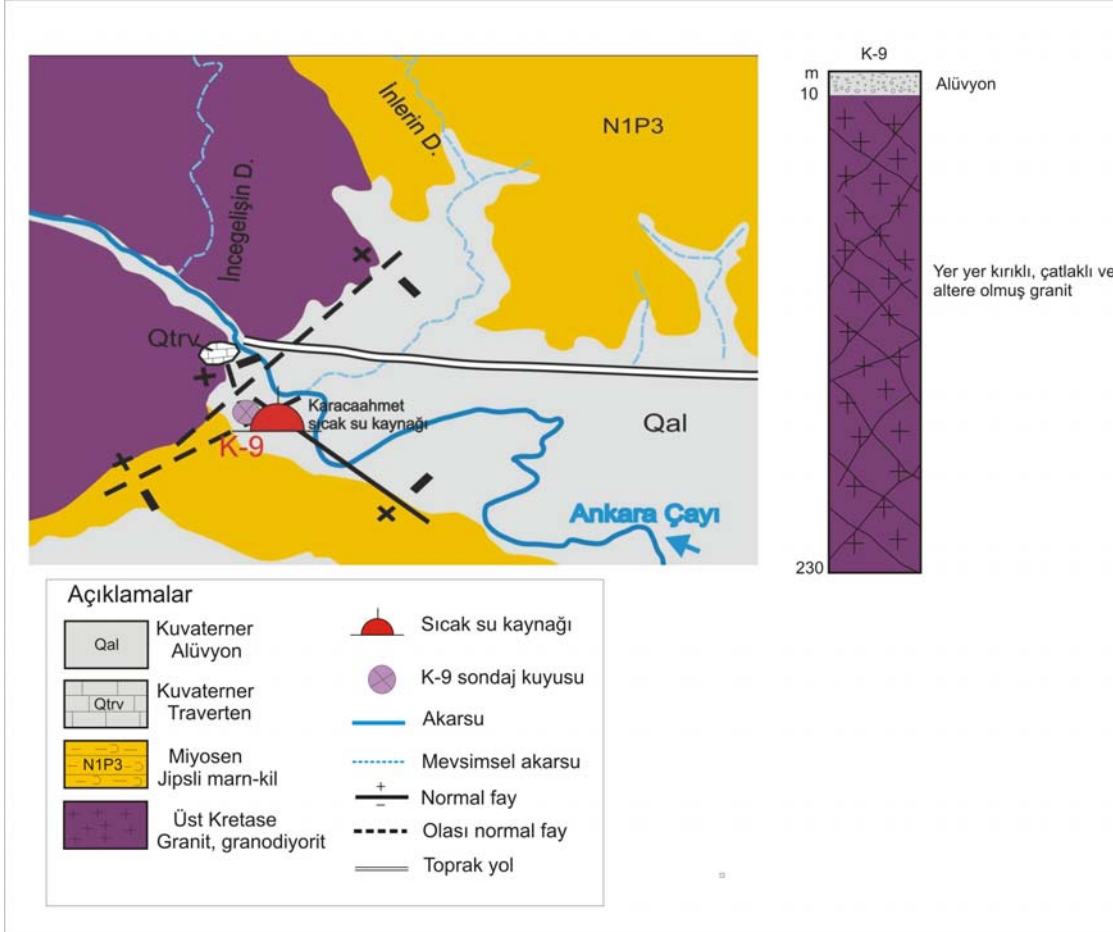 İncegelişin D.
İnlerin D.
N1P3
Qtrv
Karacaahmet
sıcak su kaynağı
K-9
Qal
Ankara Çayı
K-9
m
10
Alüvyon
Yer yer kırıklı, çatlaklı ve
altere olmuş granit
230
Açıklamalar
Qal
Kuvaterner
Alüvyon
Qtrv
Kuvaterner
Traverten
N1P3
Miyosen
Jipsli marn-kil
Üst Kretase
Granit, granodiyorit
Sıcak su kaynağı
K-9 sondaj kuyusu
Akarsu
Mevsimsel akarsu
Normal fay
Olası normal fay
Toprak yol